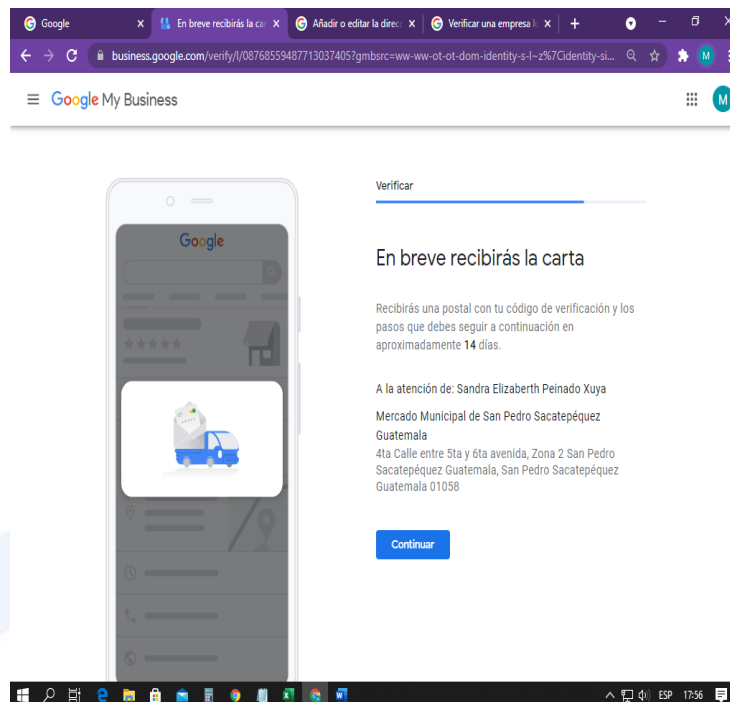 Google
En breve recibirás la car
Añadir o editar la direcc
Verificar una empresa lo
business.google.com/verify/l/08768559487713037405?gmbsrc=ww-ww-ot-ot-dom-identity-s-l~z%7Cidentity-si...
M
Google My Business
M
Verificar
Google
En breve recibirás la carta
Recibirás una postal con tu código de verificación y los
pasos que debes seguir a continuación en
aproximadamente 14 días.
A la atención de: Sandra Elizaberth Peinado Xuya
Mercado Municipal de San Pedro Sacatepéquez
Guatemala
4ta Calle entre 5ta y 6ta avenida, Zona 2 San Pedro
Sacatepéquez Guatemala, San Pedro Sacatepéquez
Guatemala 01058
Continuar
ESP 17:56